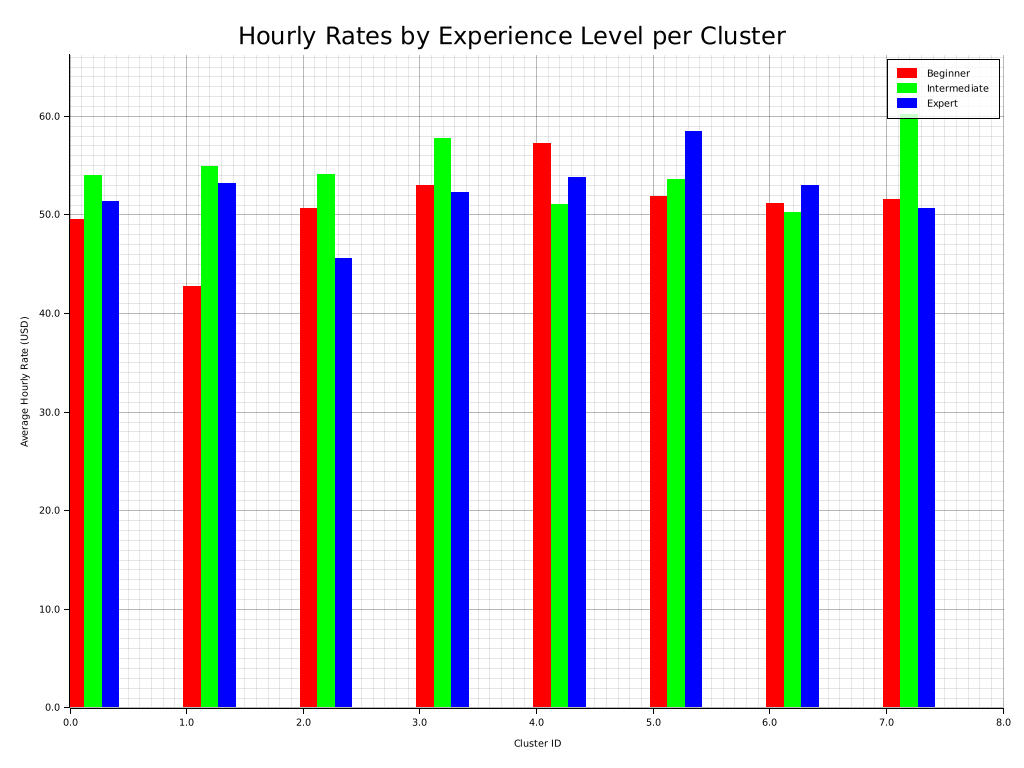 Hourly Rates by Experience Level per Cluster
Beginner
Intermediate
Expert
60.0
50.0
40.0
30.0
20.0
10.0
0.0
Average Hourly Rate (USD)
0.0 1.0 2.0 3.0 4.0 5.0 6.0 7.0 8.0
Cluster ID